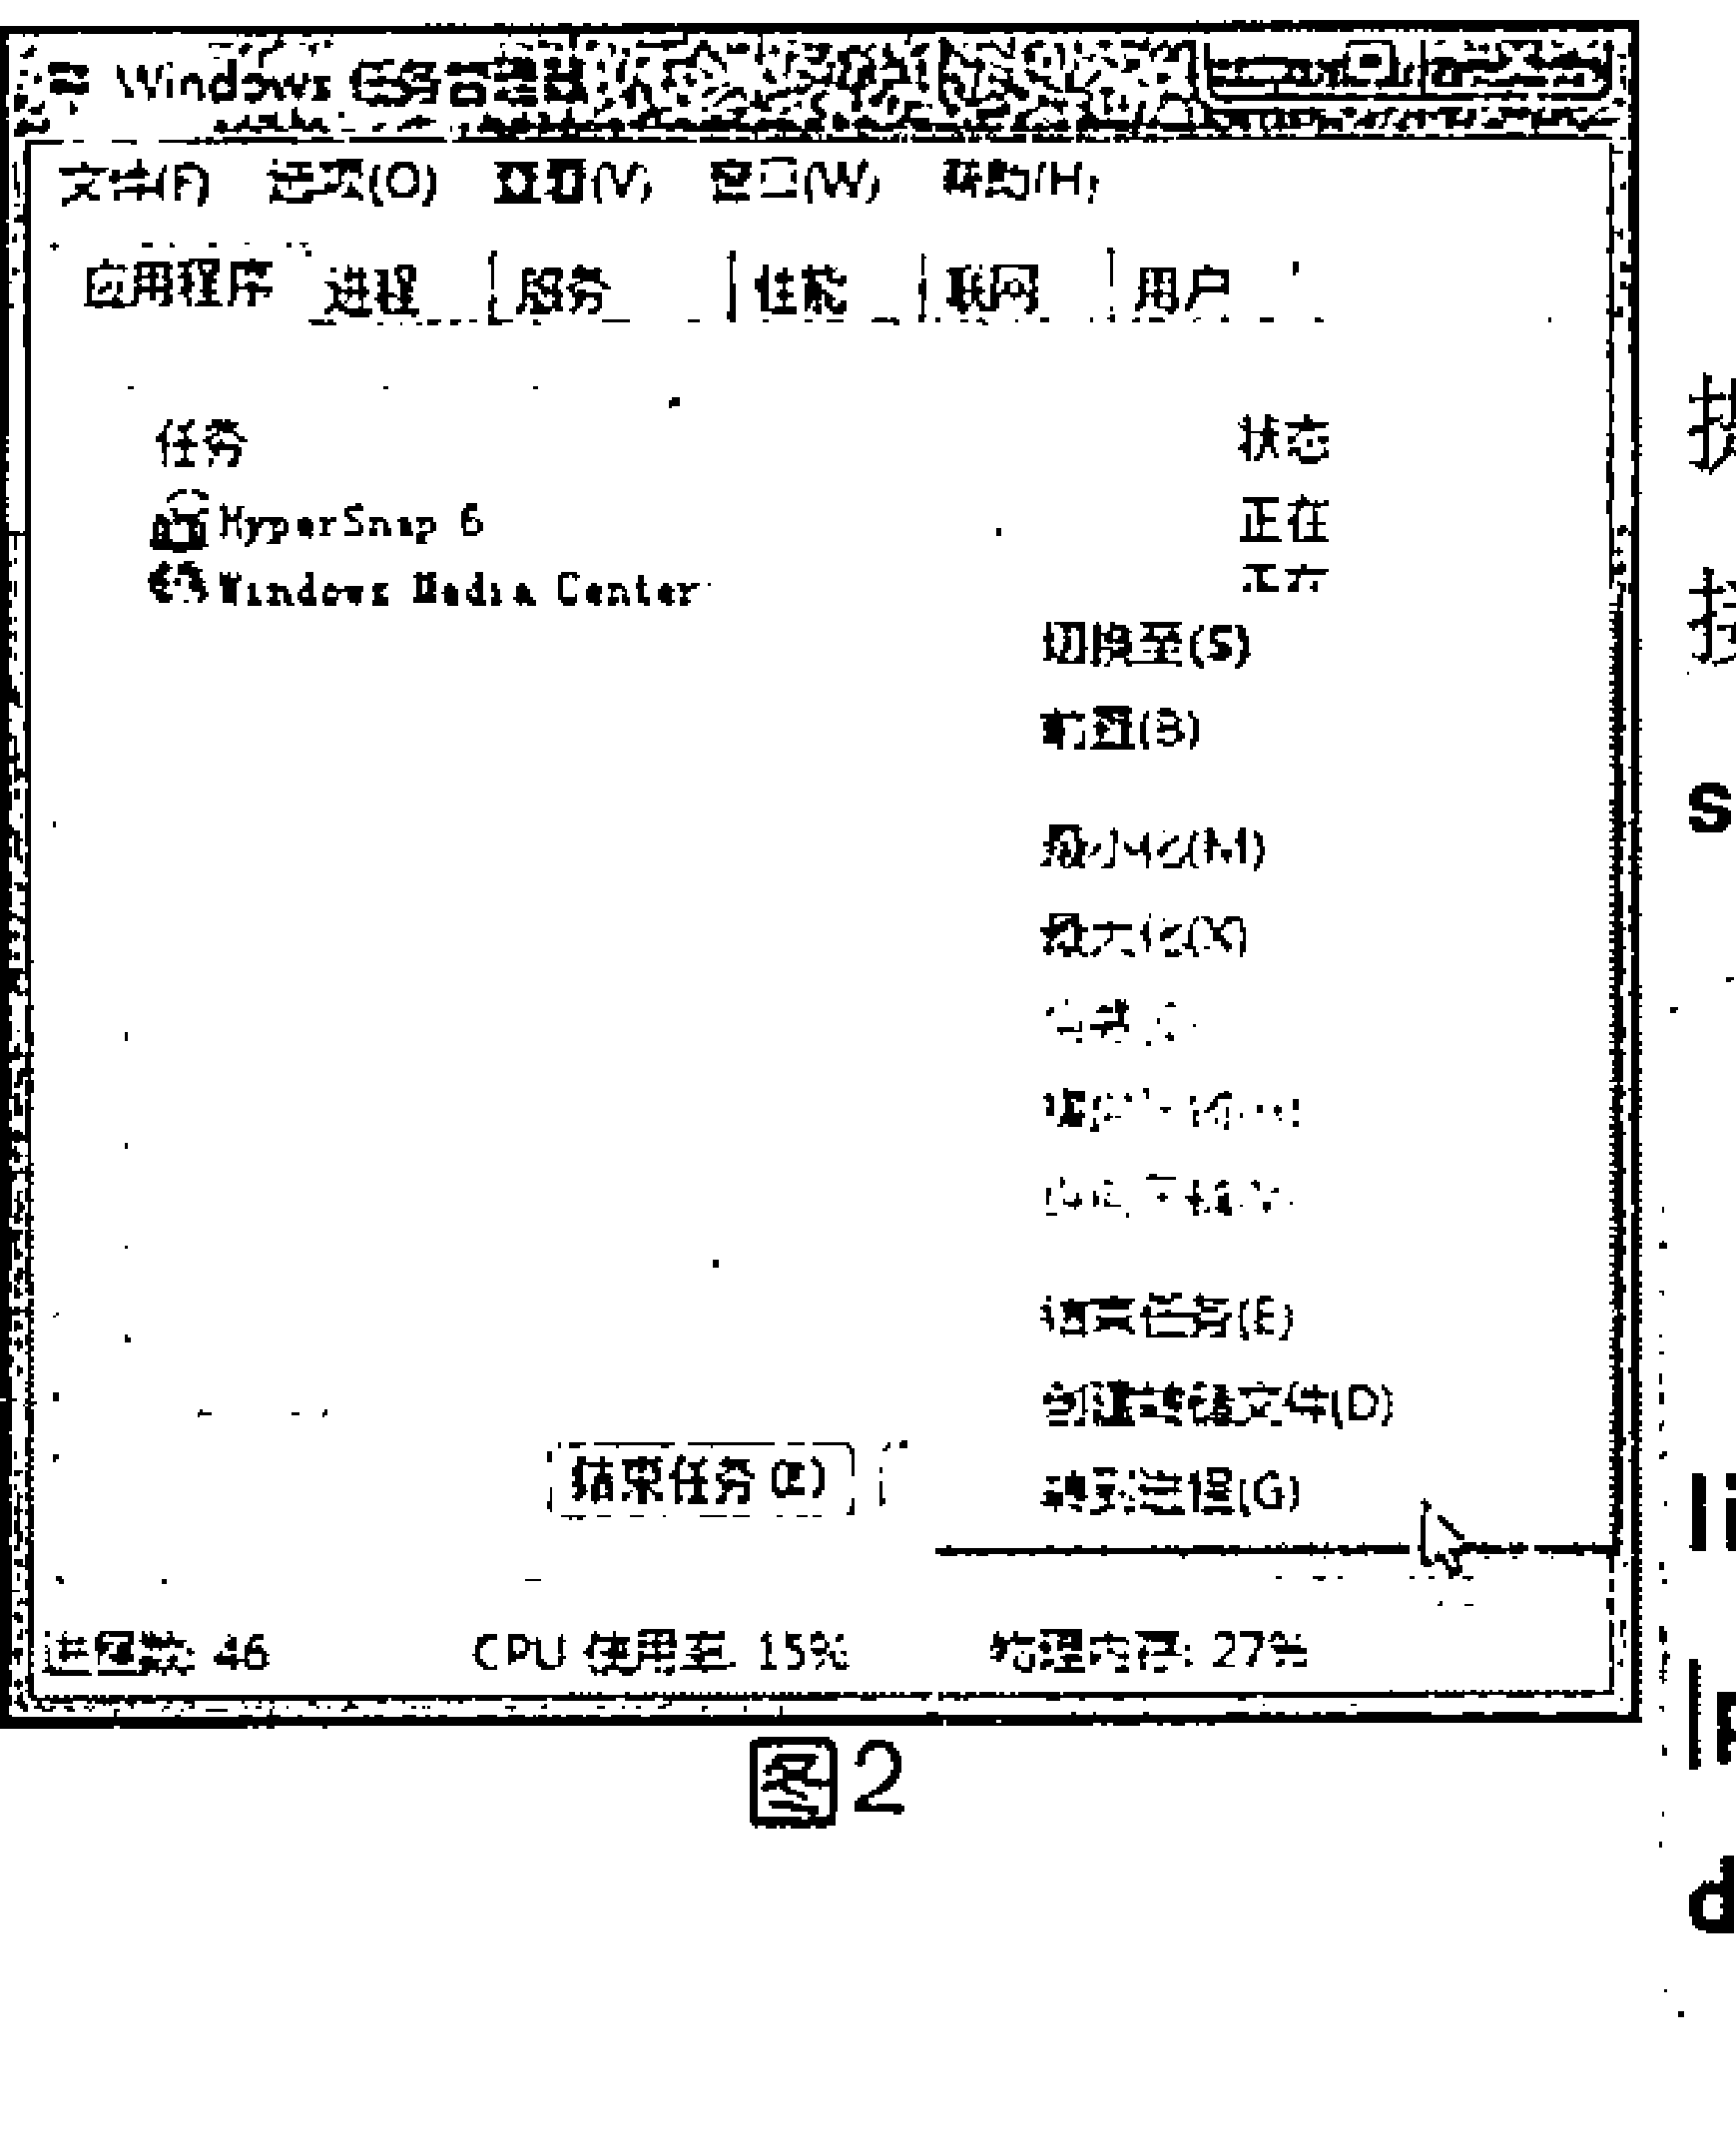 Windows 任务管理器
文件(F) 选项(O) 查看(V) 窗口(W) 帮助(H)
应用程序 进程 服务 性能 联网 用户
任务 状态
HyperSnap 6 正在
Windows Media Center
切换至(S)
前置(B)
最小化(M)
最大化(X)
结束任务(E)
创建转储文件(D)
结束任务(E) 转到进程(G)
进程数: 46 CPU 使用率: 15% 物理内存: 27%
图2
s
li
d